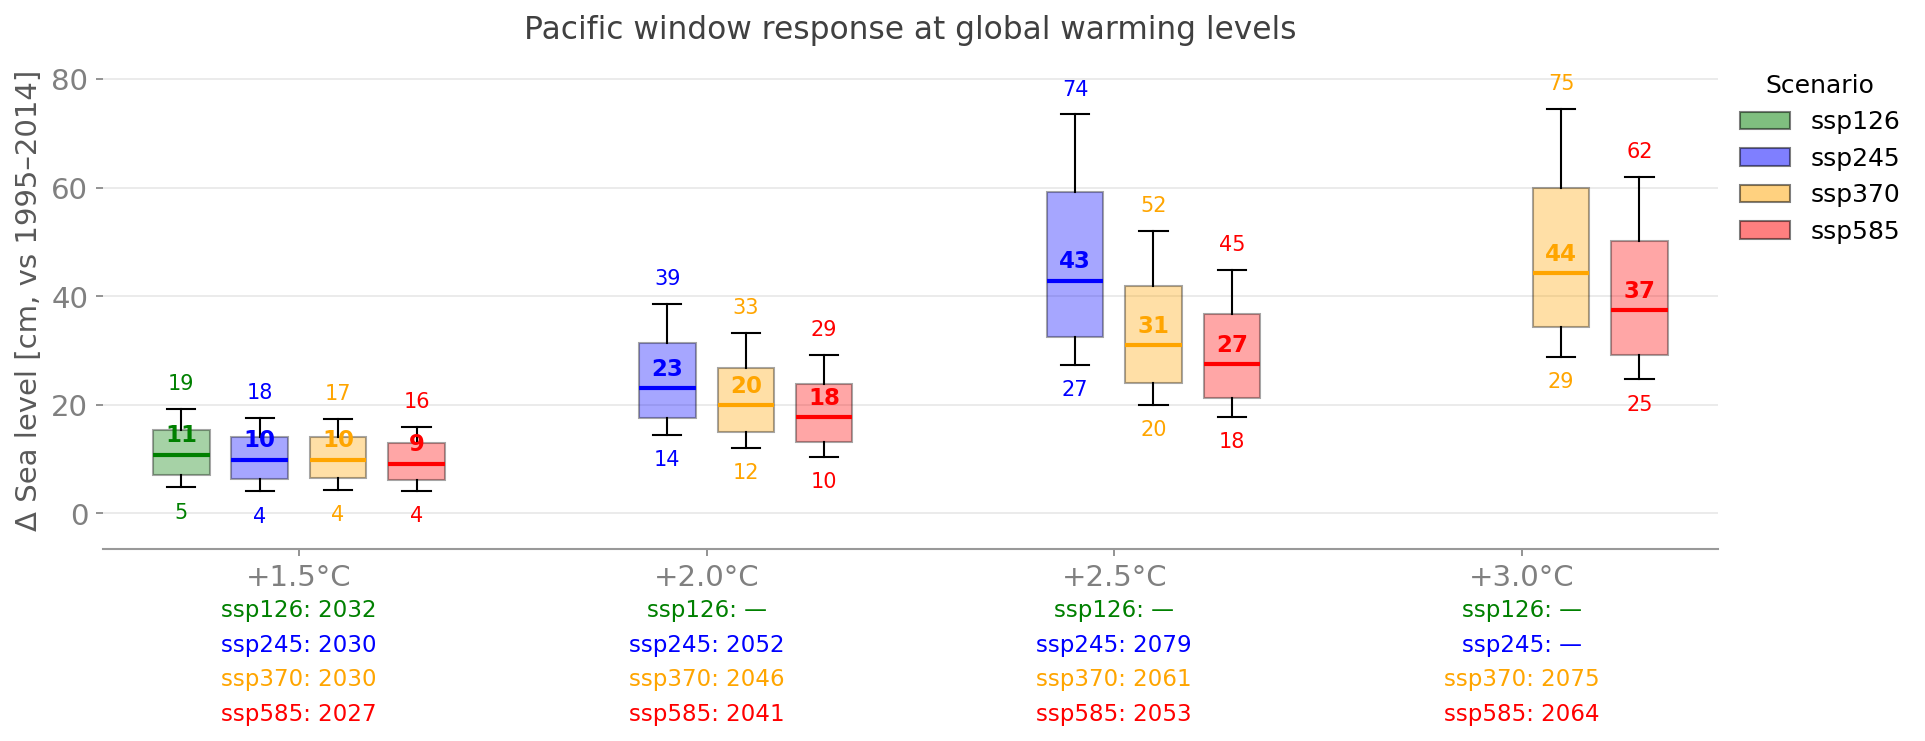 Pacific window response at global warming levels
Δ Sea level [cm, vs 1995–2014]
80
60
40
20
0
19
11
5
18
10
4
17
10
4
16
9
4
39
23
14
33
20
12
29
18
10
74
43
27
52
31
20
45
27
18
75
44
29
62
37
25
Scenario
ssp126
ssp245
ssp370
ssp585
+1.5°C
ssp126: 2032
ssp245: 2030
ssp370: 2030
ssp585: 2027
+2.0°C
ssp126: —
ssp245: 2052
ssp370: 2046
ssp585: 2041
+2.5°C
ssp126: —
ssp245: 2079
ssp370: 2061
ssp585: 2053
+3.0°C
ssp126: —
ssp245: —
ssp370: 2075
ssp585: 2064